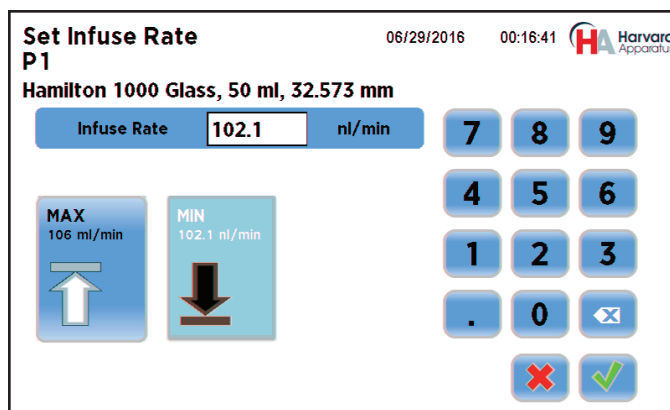 Set Infuse Rate
06/29/2016 00:16:41
HA Harvard
Apparatus
P1
Hamilton 1000 Glass, 50 ml, 32.573 mm
Infuse Rate 102.1 nl/min
7 8 9
4 5 6
1 2 3
. 0
MAX
106 ml/min
MIN
102.1 nl/min